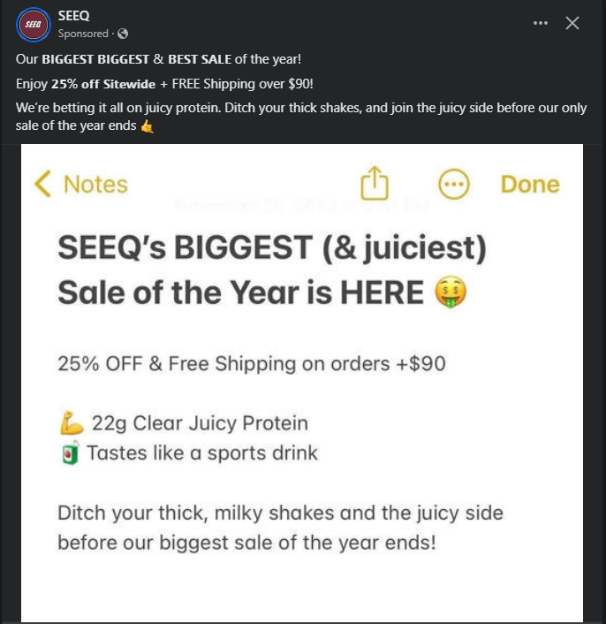 SEEQ
SEEQ
Sponsored ·
Our BIGGEST BIGGEST & BEST SALE of the year!
Enjoy 25% off Sitewide + FREE Shipping over $90!
We're betting it all on juicy protein. Ditch your thick shakes, and join the juicy side before our only
sale of the year ends 🤙
Notes
Done
SEEQ's BIGGEST (& juiciest)
Sale of the Year is HERE 🤑
25% OFF & Free Shipping on orders +$90
💪 22g Clear Juicy Protein
🧃 Tastes like a sports drink
Ditch your thick, milky shakes and the juicy side
before our biggest sale of the year ends!